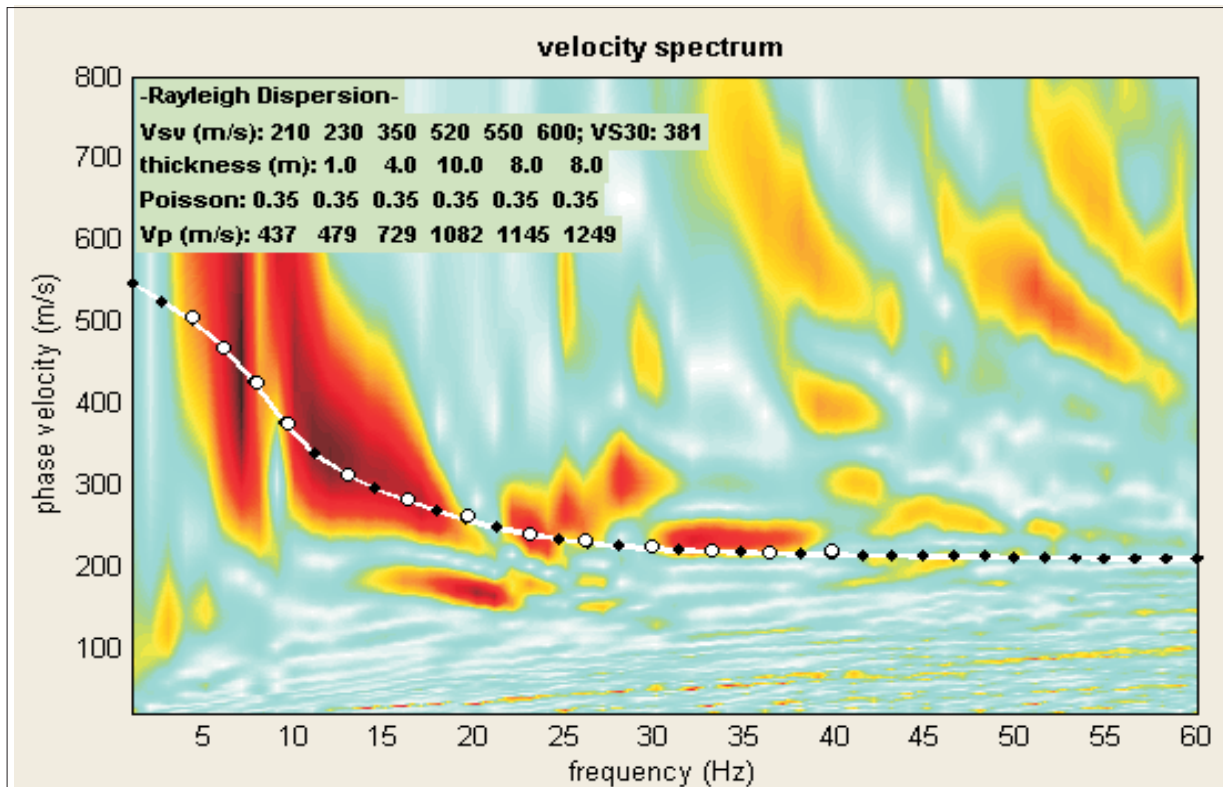 velocity spectrum
800
700
600
500
400
300
200
100
phase velocity (m/s)
-Rayleigh Dispersion-
Vsv (m/s): 210 230 350 520 550 600; VS30: 381
thickness (m): 1.0 4.0 10.0 8.0 8.0
Poisson: 0.35 0.35 0.35 0.35 0.35 0.35
Vp (m/s): 437 479 729 1082 1145 1249
5 10 15 20 25 30 35 40 45 50 55 60
frequency (Hz)